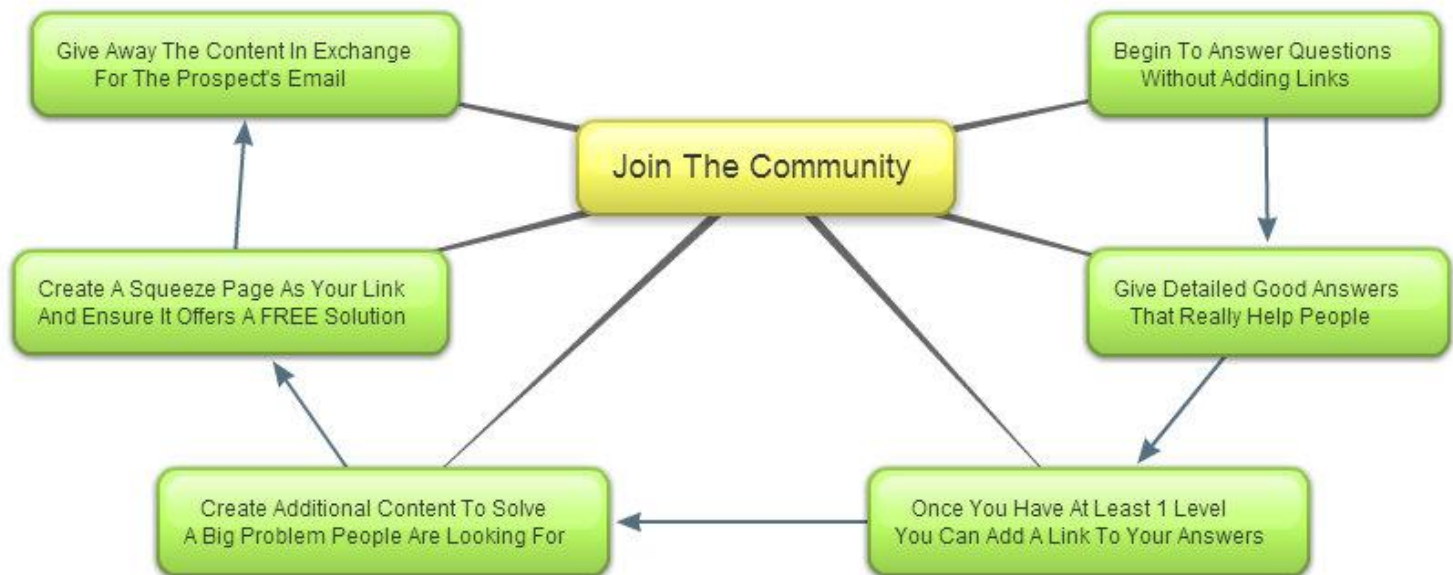 Join The Community
Begin To Answer Questions
Without Adding Links
Give Detailed Good Answers
That Really Help People
Once You Have At Least 1 Level
You Can Add A Link To Your Answers
Create Additional Content To Solve
A Big Problem People Are Looking For
Create A Squeeze Page As Your Link
And Ensure It Offers A FREE Solution
Give Away The Content In Exchange
For The Prospect's Email